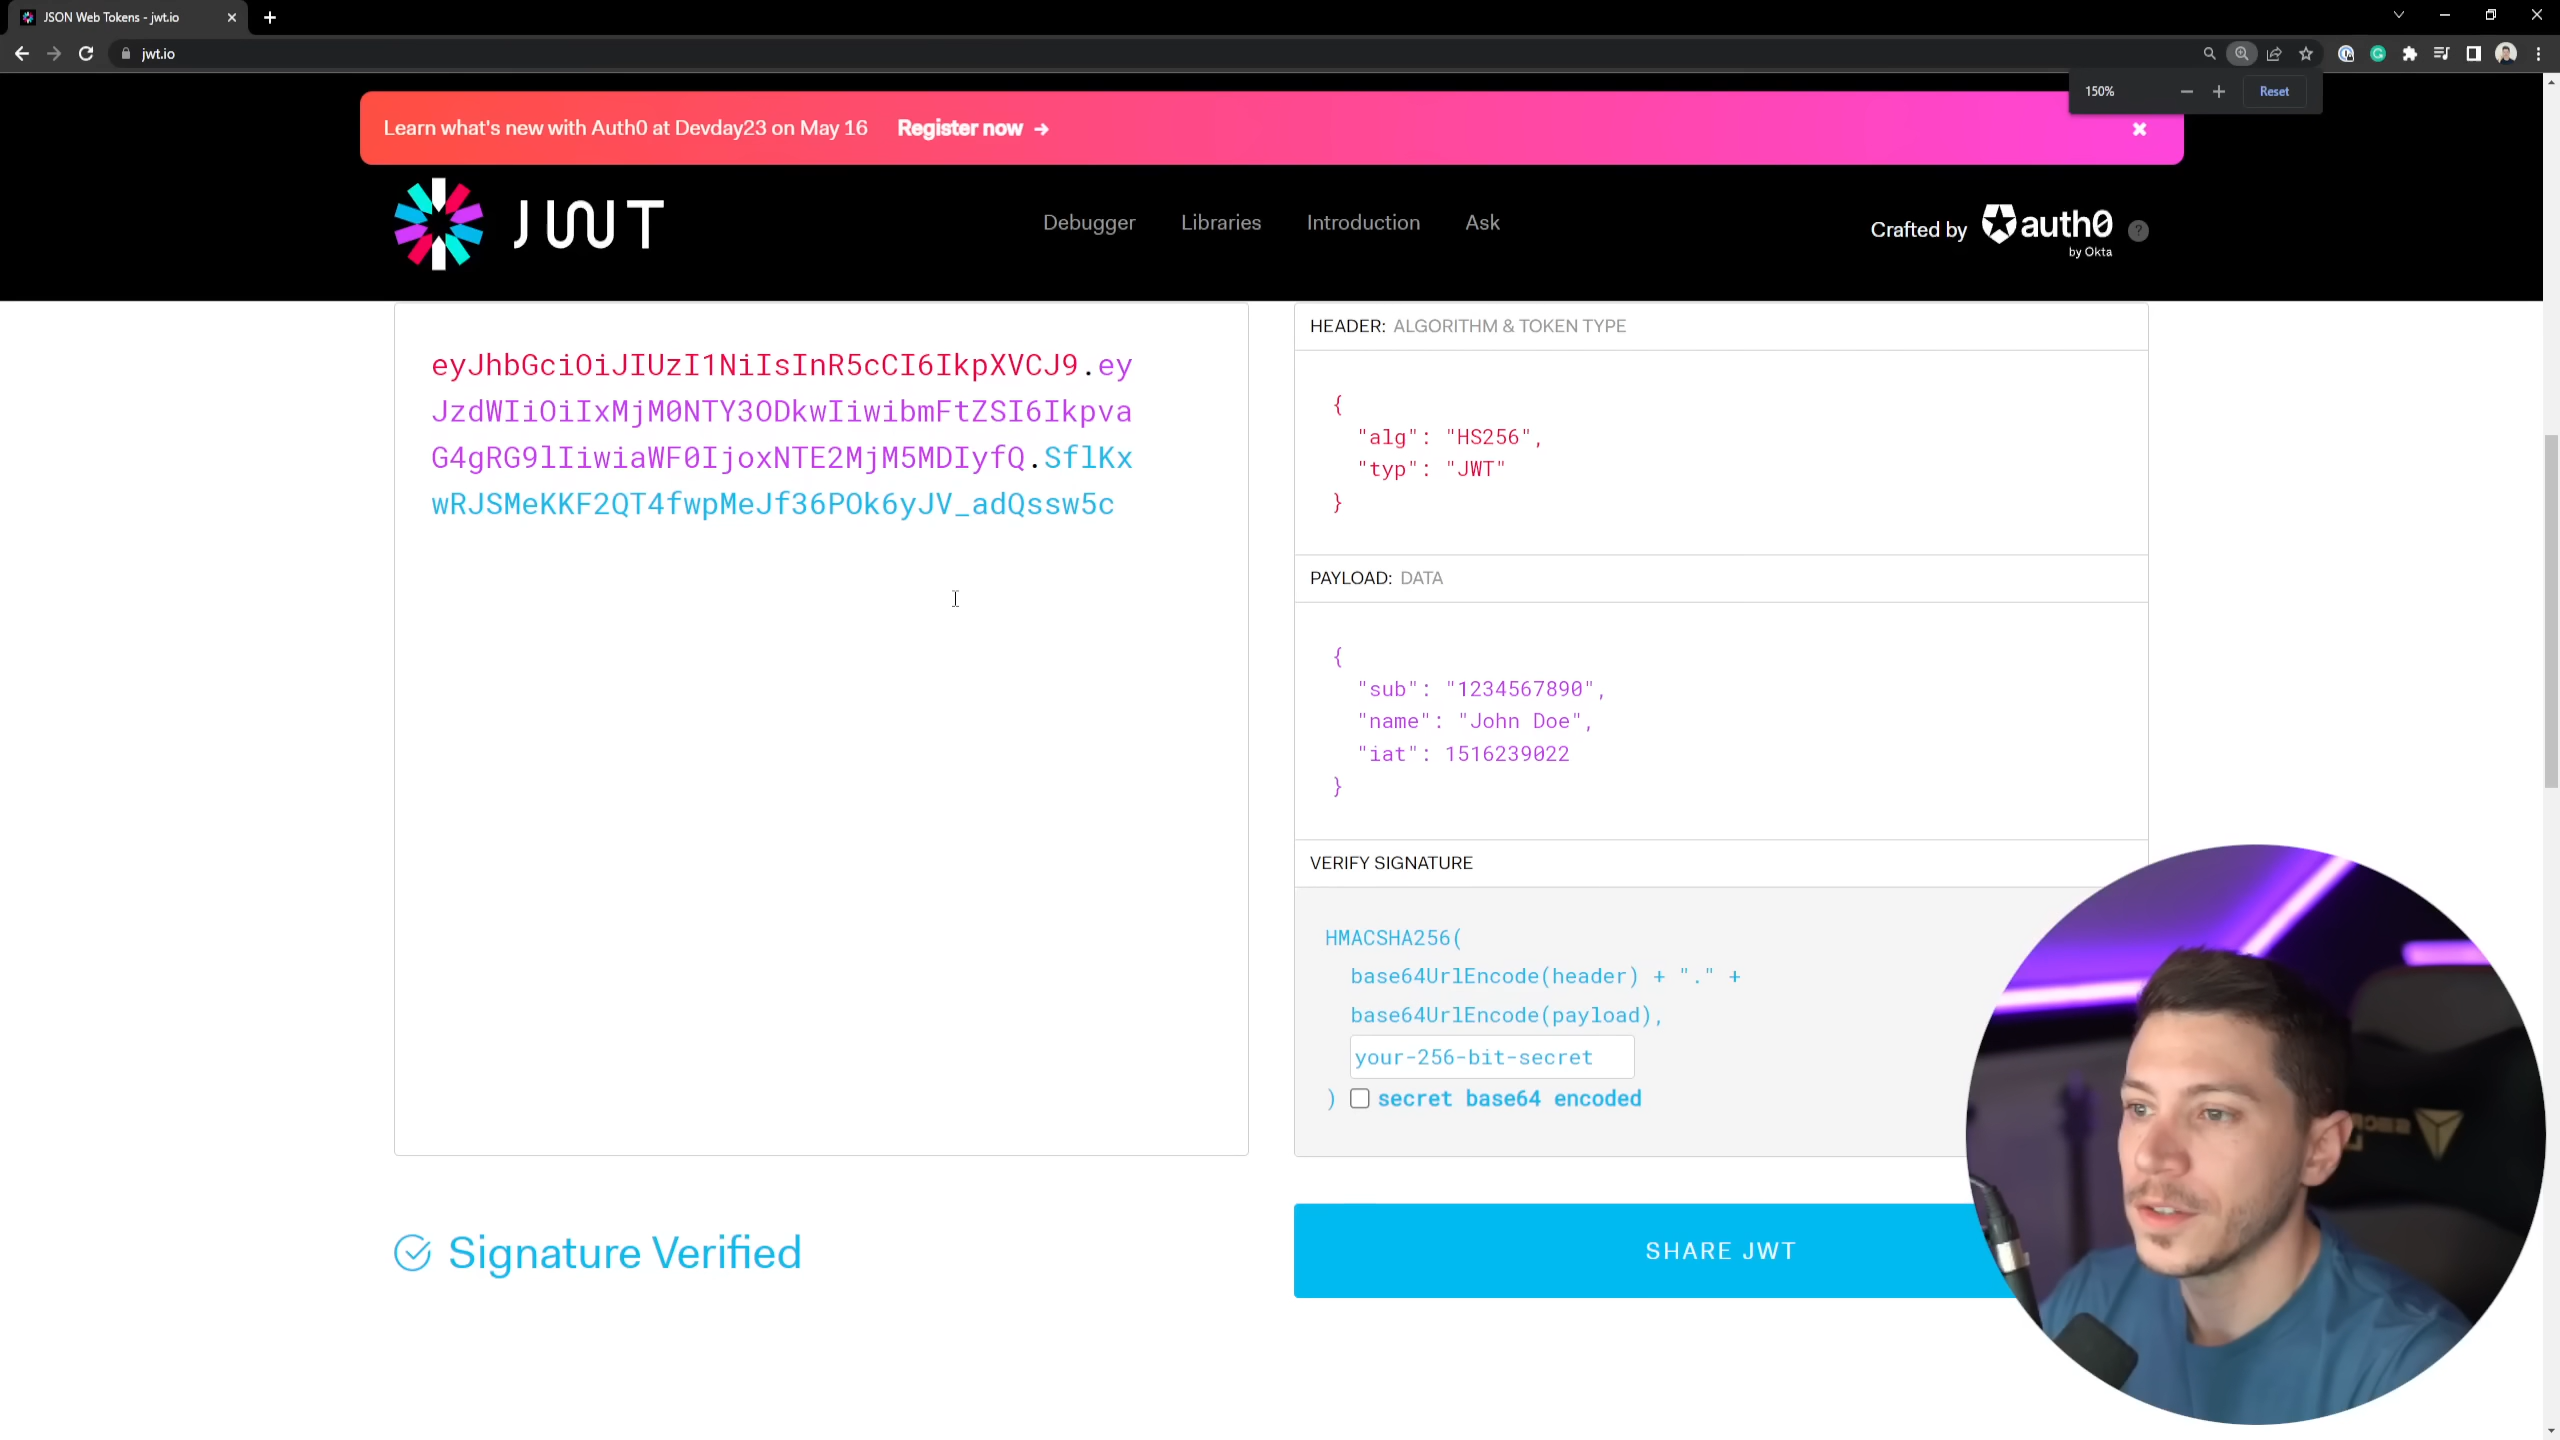 JSON Web Tokens - jwt.io
jwt.io
150%
Reset
Learn what's new with Auth0 at Devday23 on May 16 Register now →
JWT
Debugger
Libraries
Introduction
Ask
Crafted by auth0
by Okta
eyJhbGciOiJIUzI1NiIsInR5cCI6IkpXVCJ9.ey
JzdWIiOiIxMjM0NTY3ODkwIiwibmFtZSI6Ikpva
G4gRG9lIiwiaWF0IjoxNTE2MjM5MDIyfQ.SflKx
wRJSMeKKF2QT4fwpMeJf36POk6yJV_adQssw5c
HEADER: ALGORITHM & TOKEN TYPE
{
"alg": "HS256",
"typ": "JWT"
}
PAYLOAD: DATA
{
"sub": "1234567890",
"name": "John Doe",
"iat": 1516239022
}
VERIFY SIGNATURE
HMACSHA256(
base64UrlEncode(header) + "." +
base64UrlEncode(payload),
your-256-bit-secret
) secret base64 encoded
Signature Verified
SHARE JWT